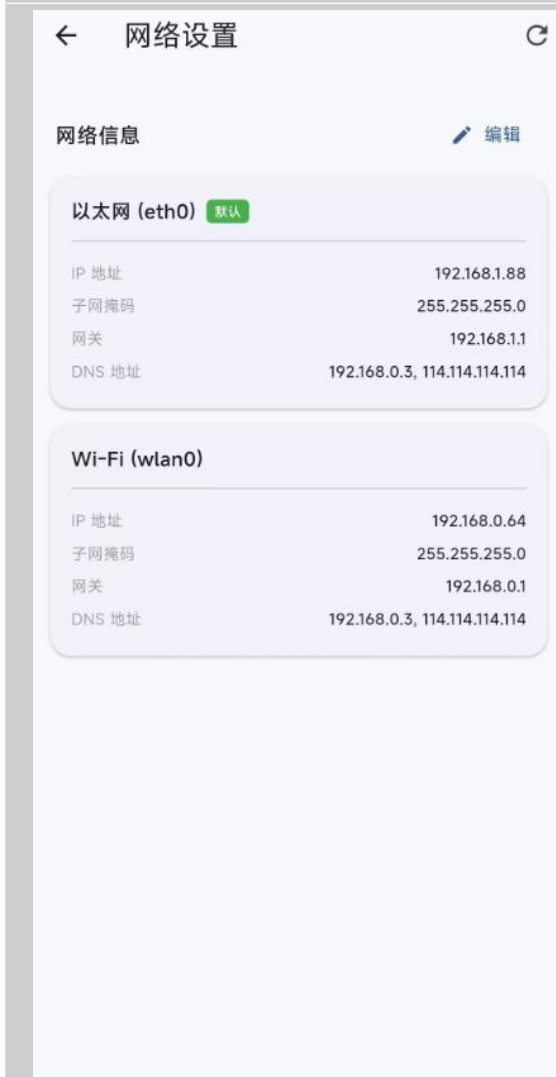 网络设置
网络信息 编辑
以太网 (eth0) 默认
IP 地址 192.168.1.88
子网掩码 255.255.255.0
网关 192.168.1.1
DNS 地址 192.168.0.3, 114.114.114.114
Wi-Fi (wlan0)
IP 地址 192.168.0.64
子网掩码 255.255.255.0
网关 192.168.0.1
DNS 地址 192.168.0.3, 114.114.114.114